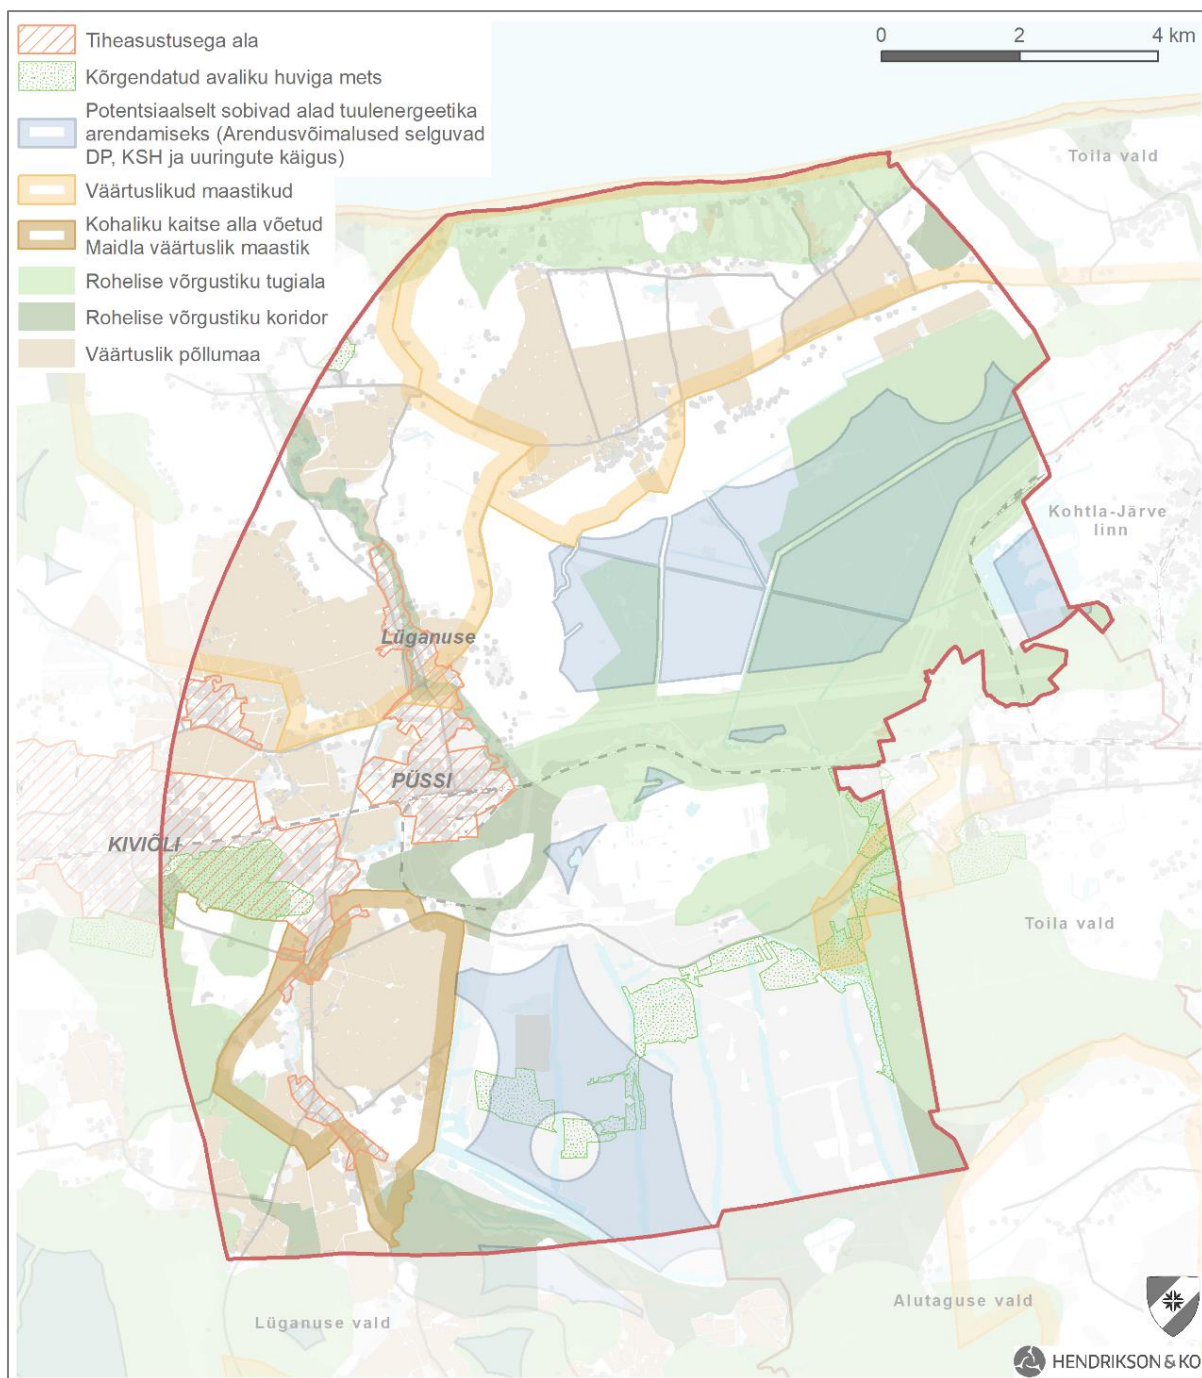 Tiheasustusega ala
Kõrgendatud avaliku huviga mets
Potentsiaalselt sobivad alad tuulenergeetika
arendamiseks (Arendusvõimalused selguvad
DP, KSH ja uuringute käigus)
Väärtuslikud maastikud
Kohaliku kaitse alla võetud
Maidla väärtuslik maastik
Rohelise võrgustiku tugiala
Rohelise võrgustiku koridor
Väärtuslik põllumaa
0 2 4 km
Toila vald
Kohtla-Järve
linn
Lüganuse
PÜSSI
KIVIÕLI
Toila vald
Alutaguse vald
Lüganuse vald
HENDRIKSON & KO